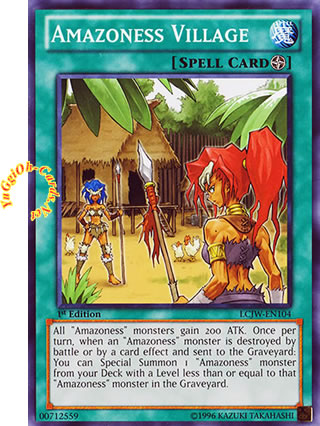 AMAZONESS VILLAGE
[SPELL CARD]
YuGgiOh-Cards.Net
1st Edition
LCJW-EN104
All "Amazoness" monsters gain 200 ATK. Once per
turn, when an "Amazoness" monster is destroyed by
battle or by a card effect and sent to the Graveyard:
You can Special Summon 1 "Amazoness" monster
from your Deck with a Level less than or equal to that
"Amazoness" monster in the Graveyard.
00712559
©1996 KAZUKI TAKAHASHI